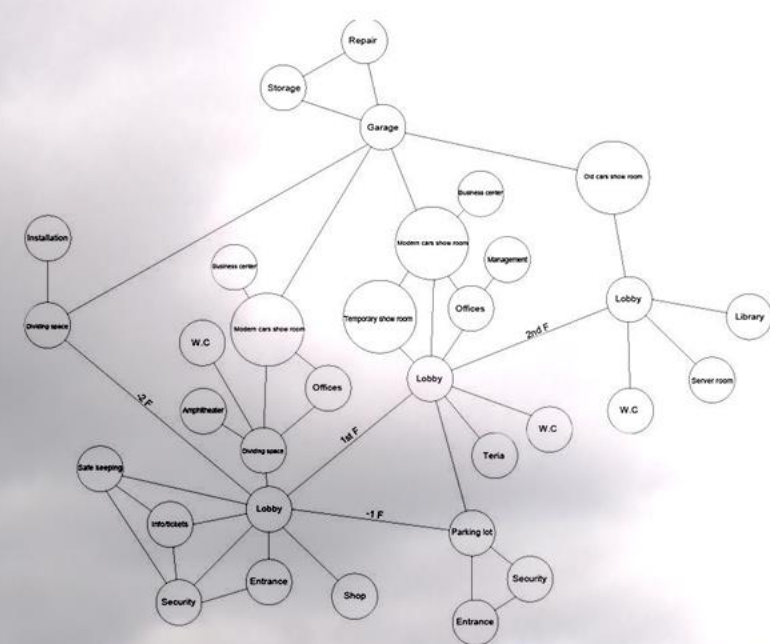 Repair
Storage
Garage
Old cars show room
Business center
Modern cars show room
Installation
Management
Business center
Dividing space
Modern cars show room
Temporary show room
Offices
Lobby
Library
2nd F
W.C
Lobby
Server room
Offices
-2 F
Amphiteater
W.C
W.C
1st F
Dividing space
Teria
Safe keeping
Lobby
-1 F
Info/tickets
Parking lot
Entrance
Security
Shop
Security
Entrance